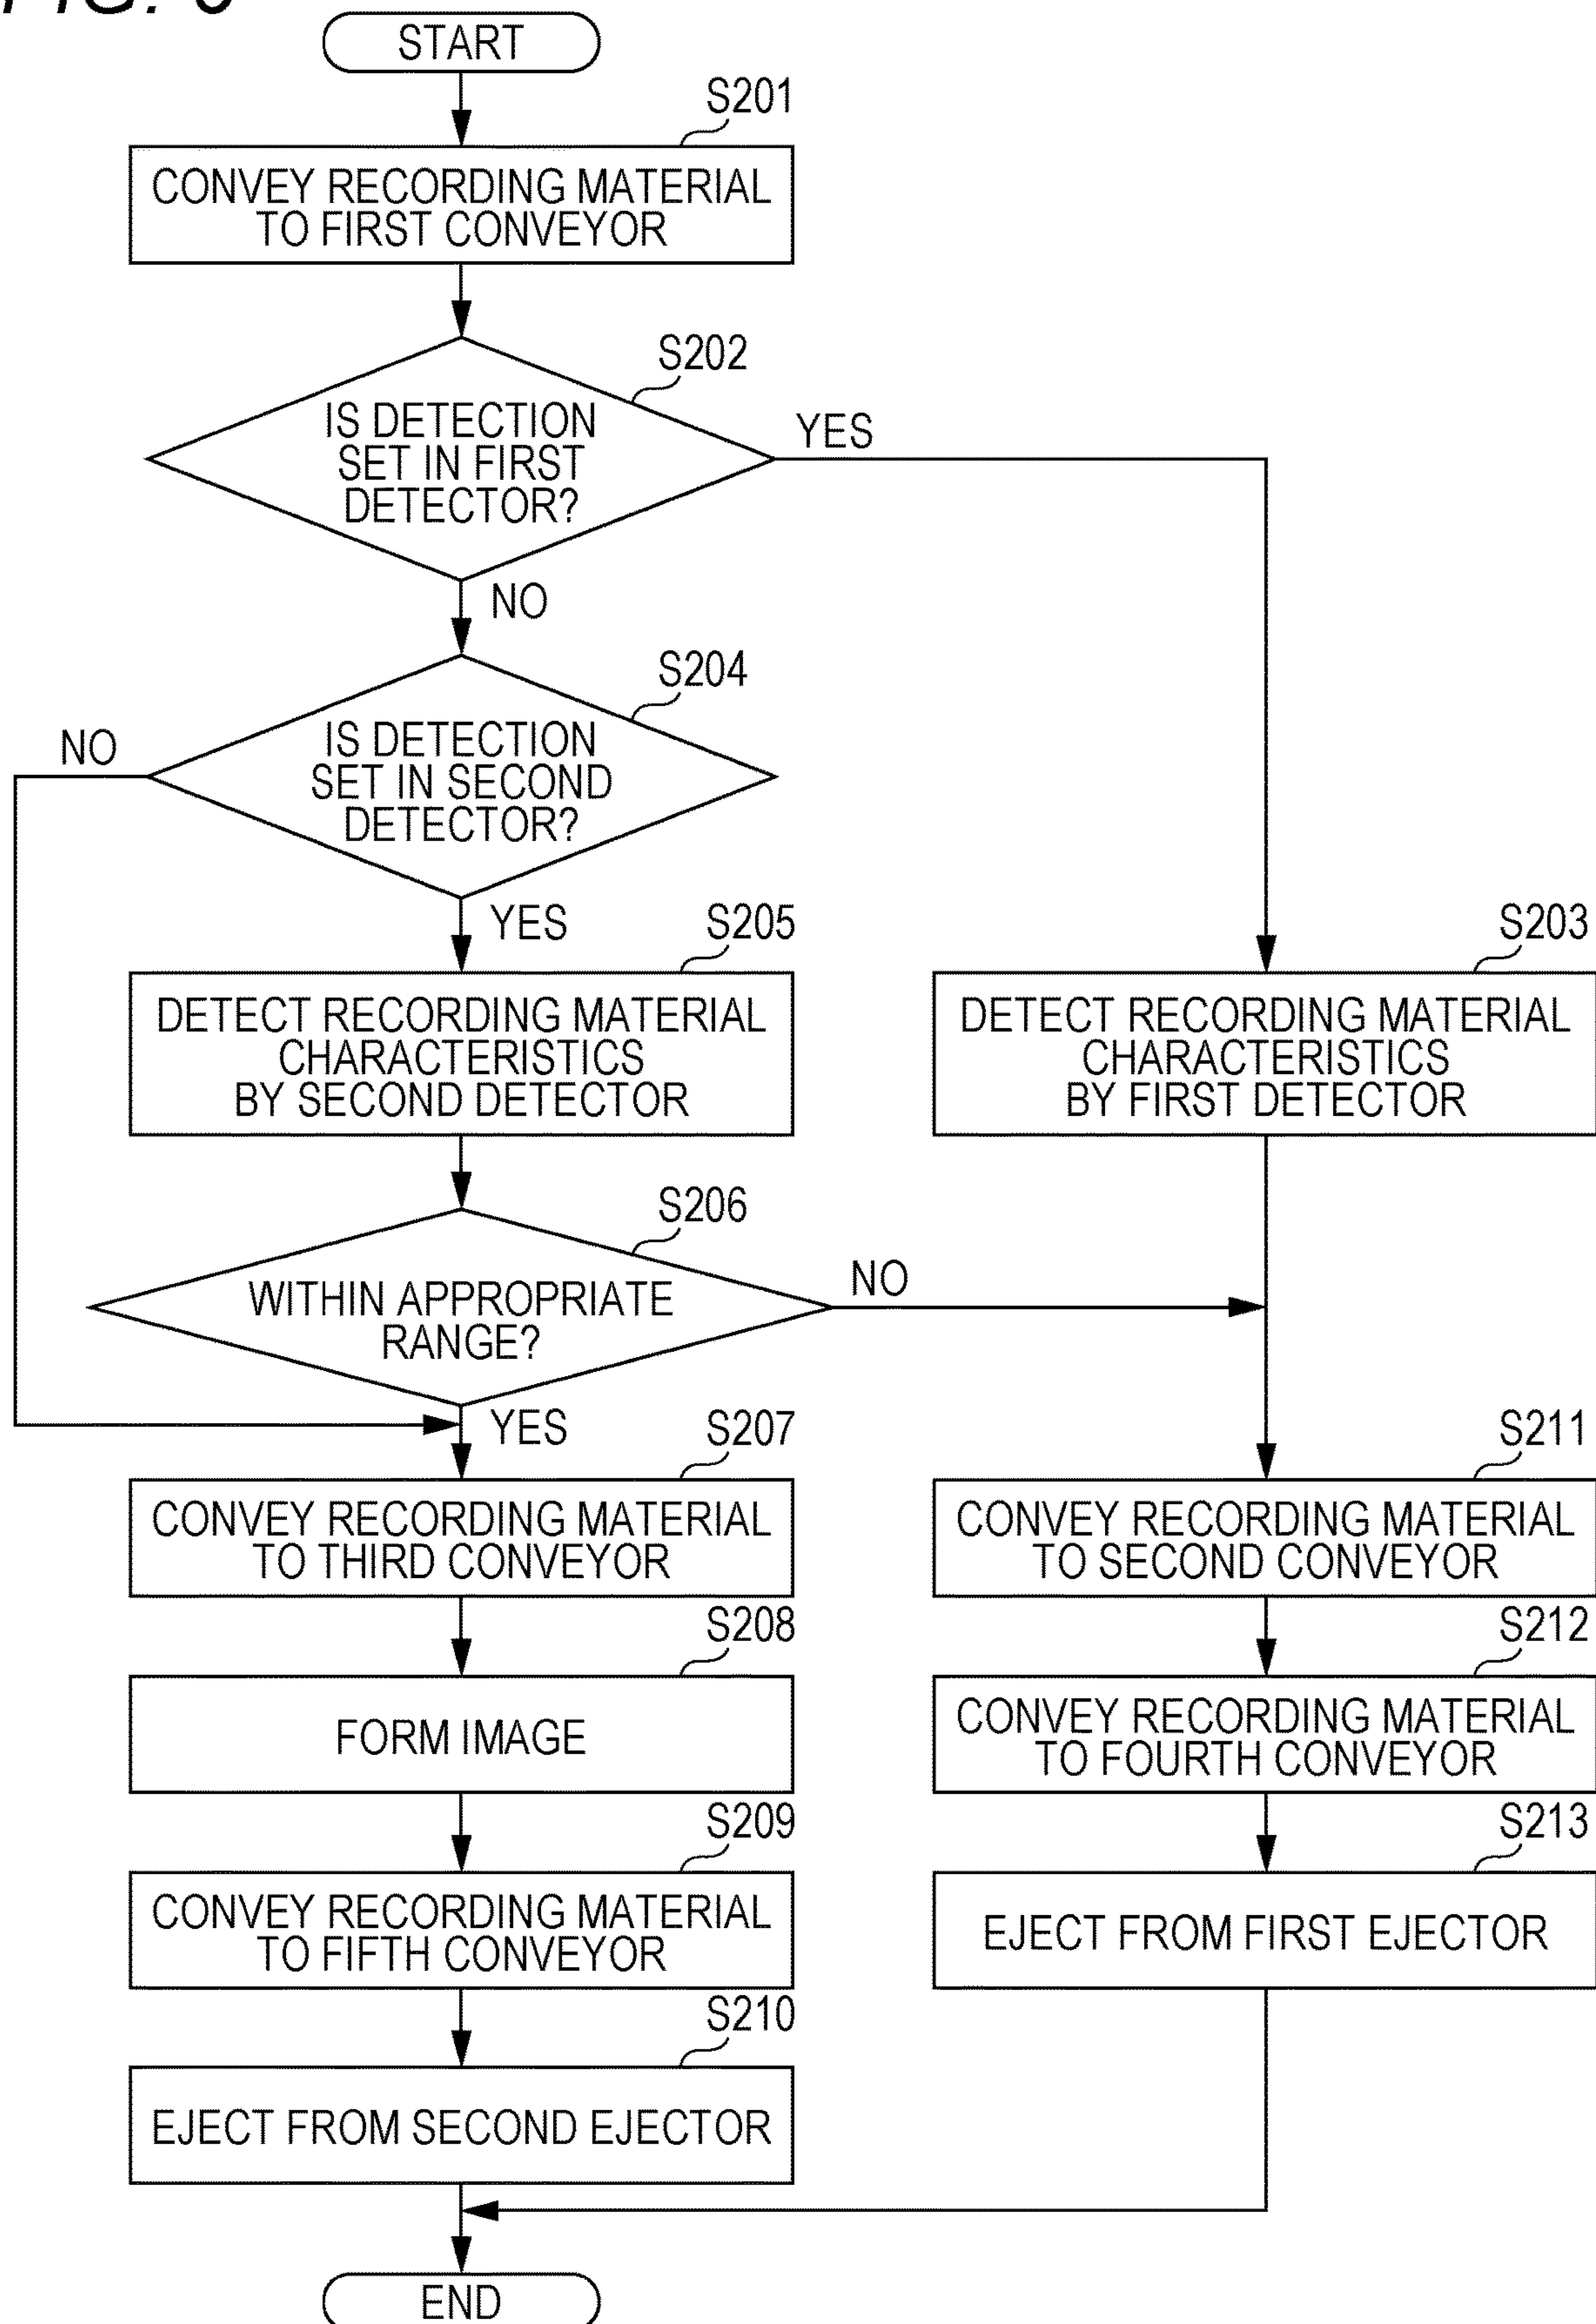 FIG.
START
S201
CONVEY RECORDING MATERIAL
TO FIRST CONVEYOR
S202
IS DETECTION
SET IN FIRST
DETECTOR?
YES
NO
S204
IS DETECTION
SET IN SECOND
DETECTOR?
NO
YES
S205
DETECT RECORDING MATERIAL
CHARACTERISTICS
BY SECOND DETECTOR
S203
DETECT RECORDING MATERIAL
CHARACTERISTICS
BY FIRST DETECTOR
S206
WITHIN APPROPRIATE
RANGE?
NO
YES
S207
CONVEY RECORDING MATERIAL
TO THIRD CONVEYOR
S211
CONVEY RECORDING MATERIAL
TO SECOND CONVEYOR
S208
FORM IMAGE
S212
CONVEY RECORDING MATERIAL
TO FOURTH CONVEYOR
S209
CONVEY RECORDING MATERIAL
TO FIFTH CONVEYOR
S213
EJECT FROM FIRST EJECTOR
S210
EJECT FROM SECOND EJECTOR
END